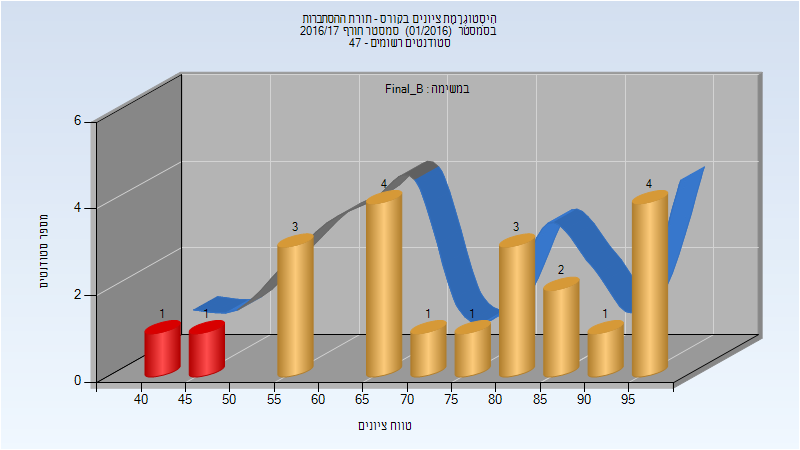 היסטוגרמת ציונים בקורס - תורת ההסתברות
בסמסטר (01/2016) סמסטר חורף 2016/17
סטודנטים רשומים - 47
במשימה : Final_B
מספר סטודנטים
6
4
2
0
1
1
3
4
1
1
3
2
1
4
40 45 50 55 60 65 70 75 80 85 90 95
טווח ציונים